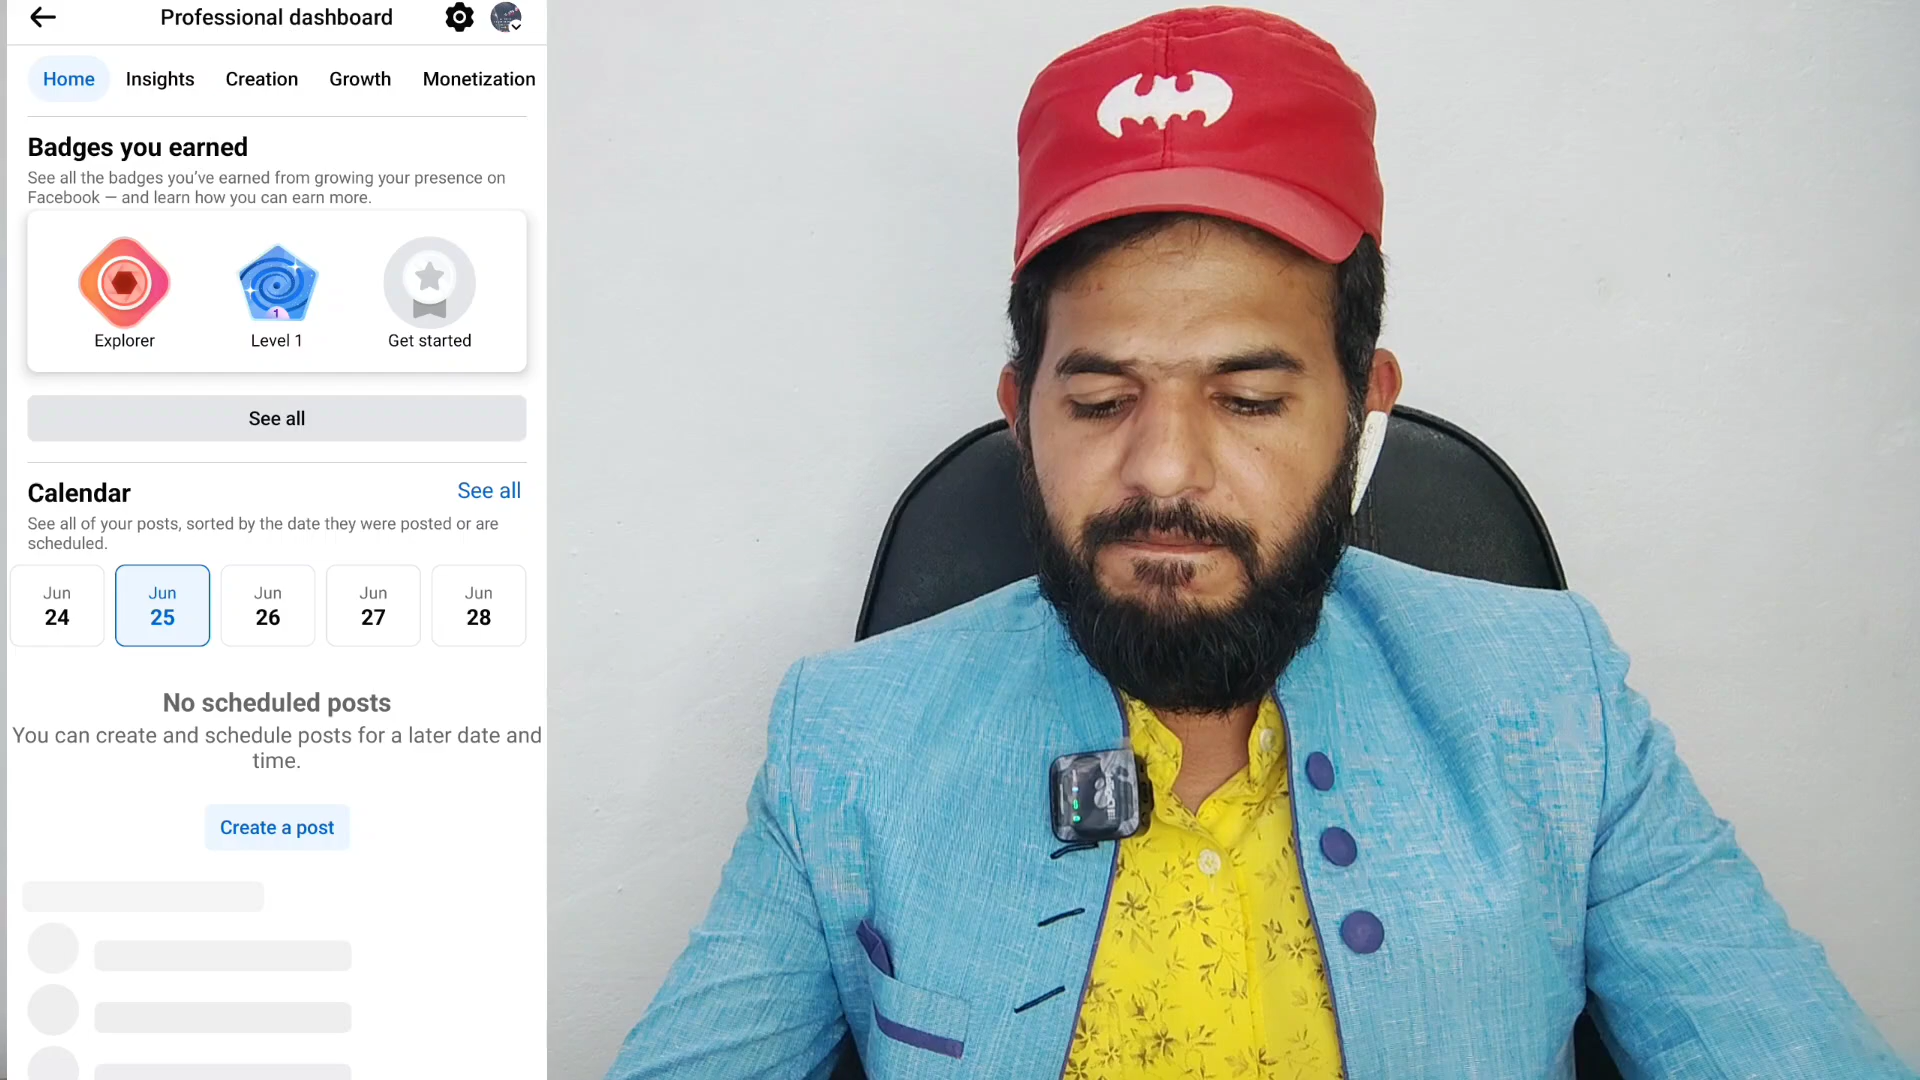 Professional dashboard
Home Insights Creation Growth Monetization
Badges you earned
See all the badges you’ve earned from growing your presence on
Facebook — and learn how you can earn more.
1
Explorer Level 1 Get started
See all
Calendar See all
See all of your posts, sorted by the date they were posted or are
scheduled.
Jun Jun Jun Jun Jun
24 25 26 27 28
No scheduled posts
You can create and schedule posts for a later date and
time.
Create a post